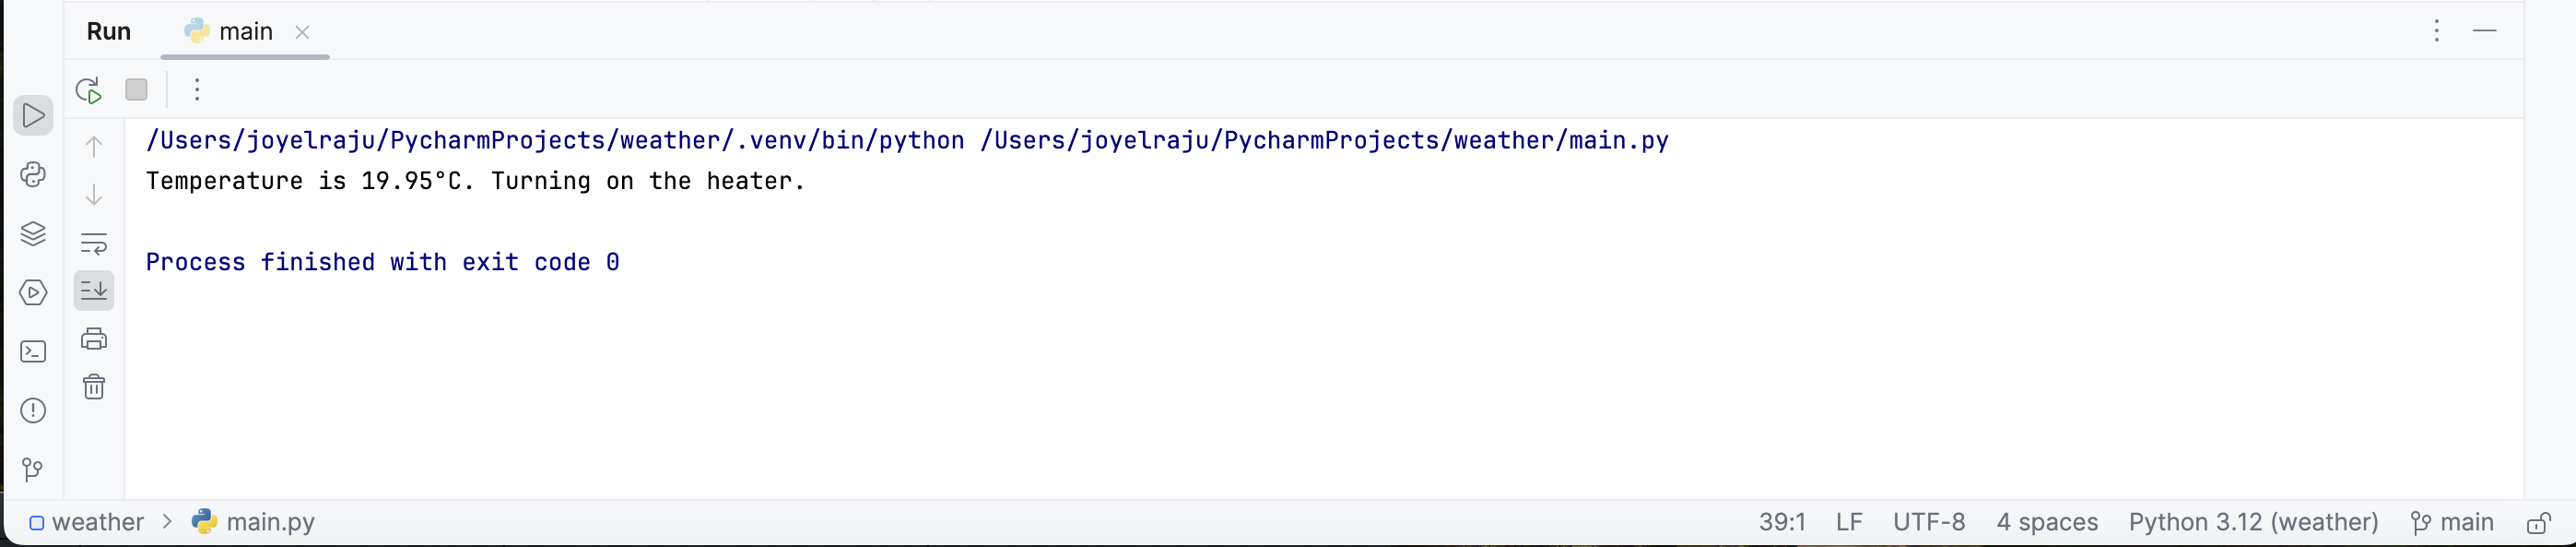 Run main
/Users/joyelraju/PycharmProjects/weather/.venv/bin/python /Users/joyelraju/PycharmProjects/weather/main.py
Temperature is 19.95°C. Turning on the heater.
Process finished with exit code 0
weather > main.py 39:1 LF UTF-8 4 spaces Python 3.12 (weather) main